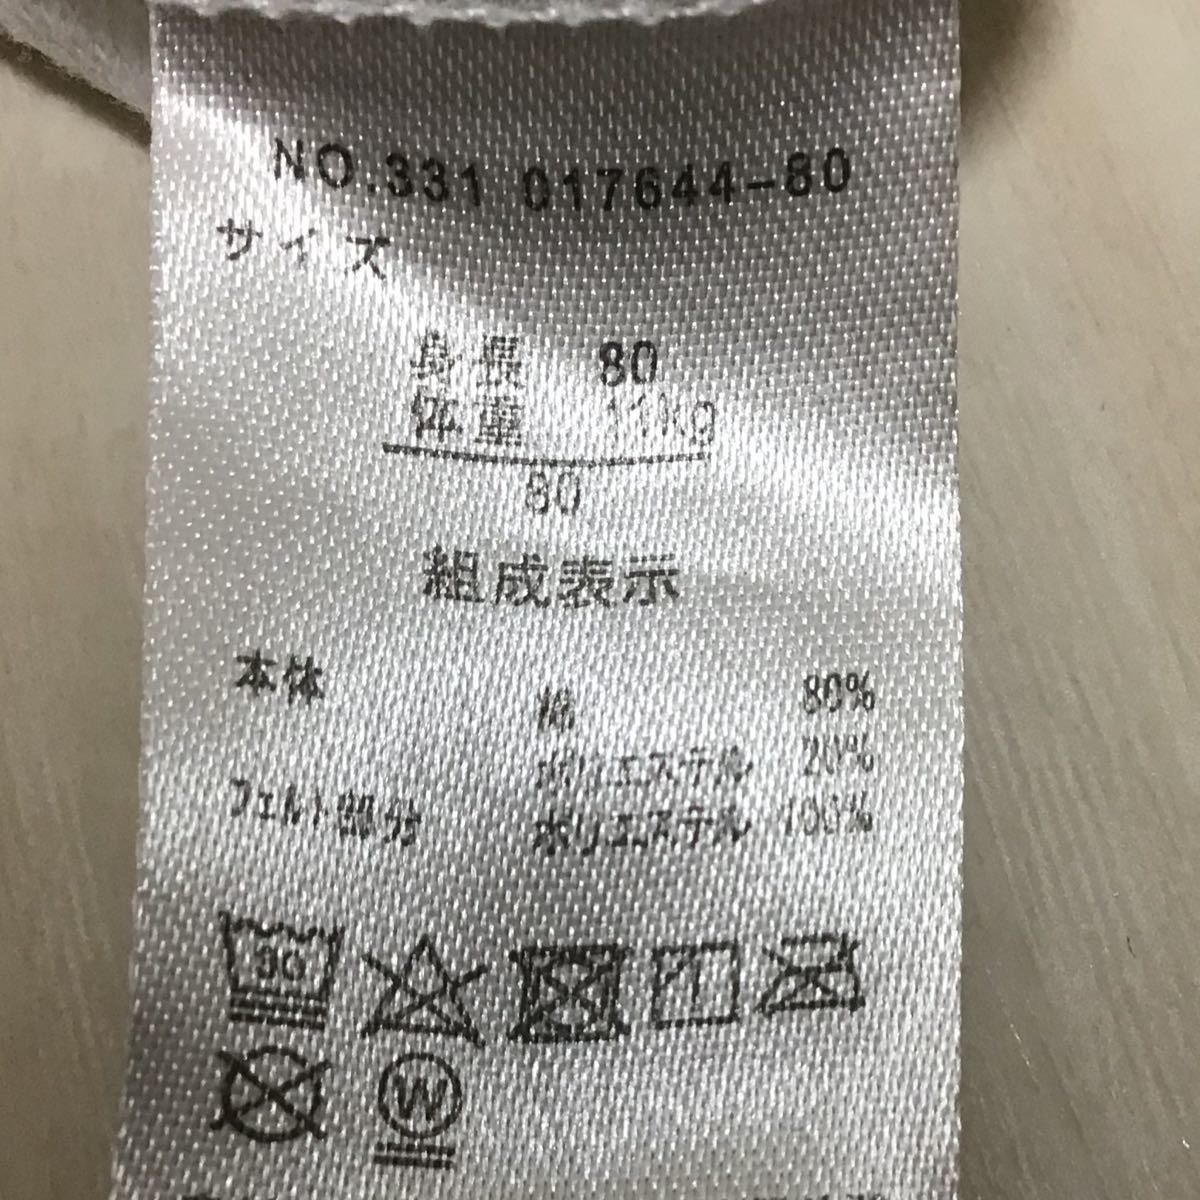 NO.331 017644-80
サイズ
身長 80
体重 11kg
80
組成表示
本体 綿 80%
ポリエステル 20%
フェルト部分 ポリエステル 100%
30
W